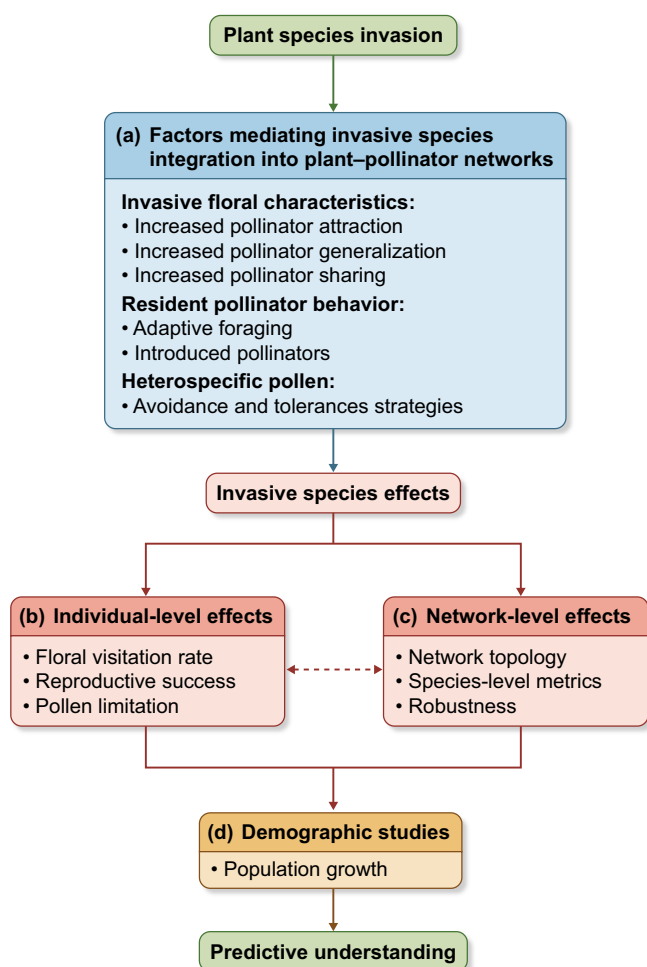 Plant species invasion
(a) Factors mediating invasive species
integration into plant–pollinator networks
Invasive floral characteristics:
• Increased pollinator attraction
• Increased pollinator generalization
• Increased pollinator sharing
Resident pollinator behavior:
• Adaptive foraging
• Introduced pollinators
Heterospecific pollen:
• Avoidance and tolerances strategies
Invasive species effects
(b) Individual-level effects
• Floral visitation rate
• Reproductive success
• Pollen limitation
(c) Network-level effects
• Network topology
• Species-level metrics
• Robustness
(d) Demographic studies
• Population growth
Predictive understanding